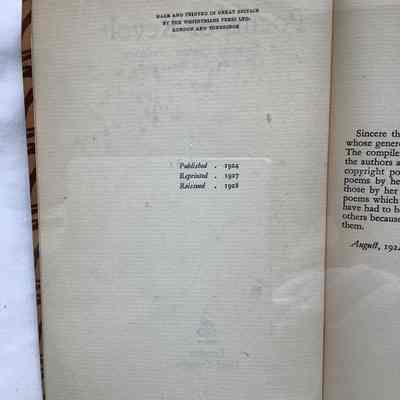 MADE AND PRINTED IN GREAT BRITAIN
BY THE WHITEFRIARS PRESS LTD.
LONDON AND TONBRIDGE
Published . 1924
Reprinted . 1927
Reissued . 1928
Sincere th
whose genero
The compile
the authors a
copyright po
poems by he
those by her
poems which
have had to b
others because
them.
August, 192